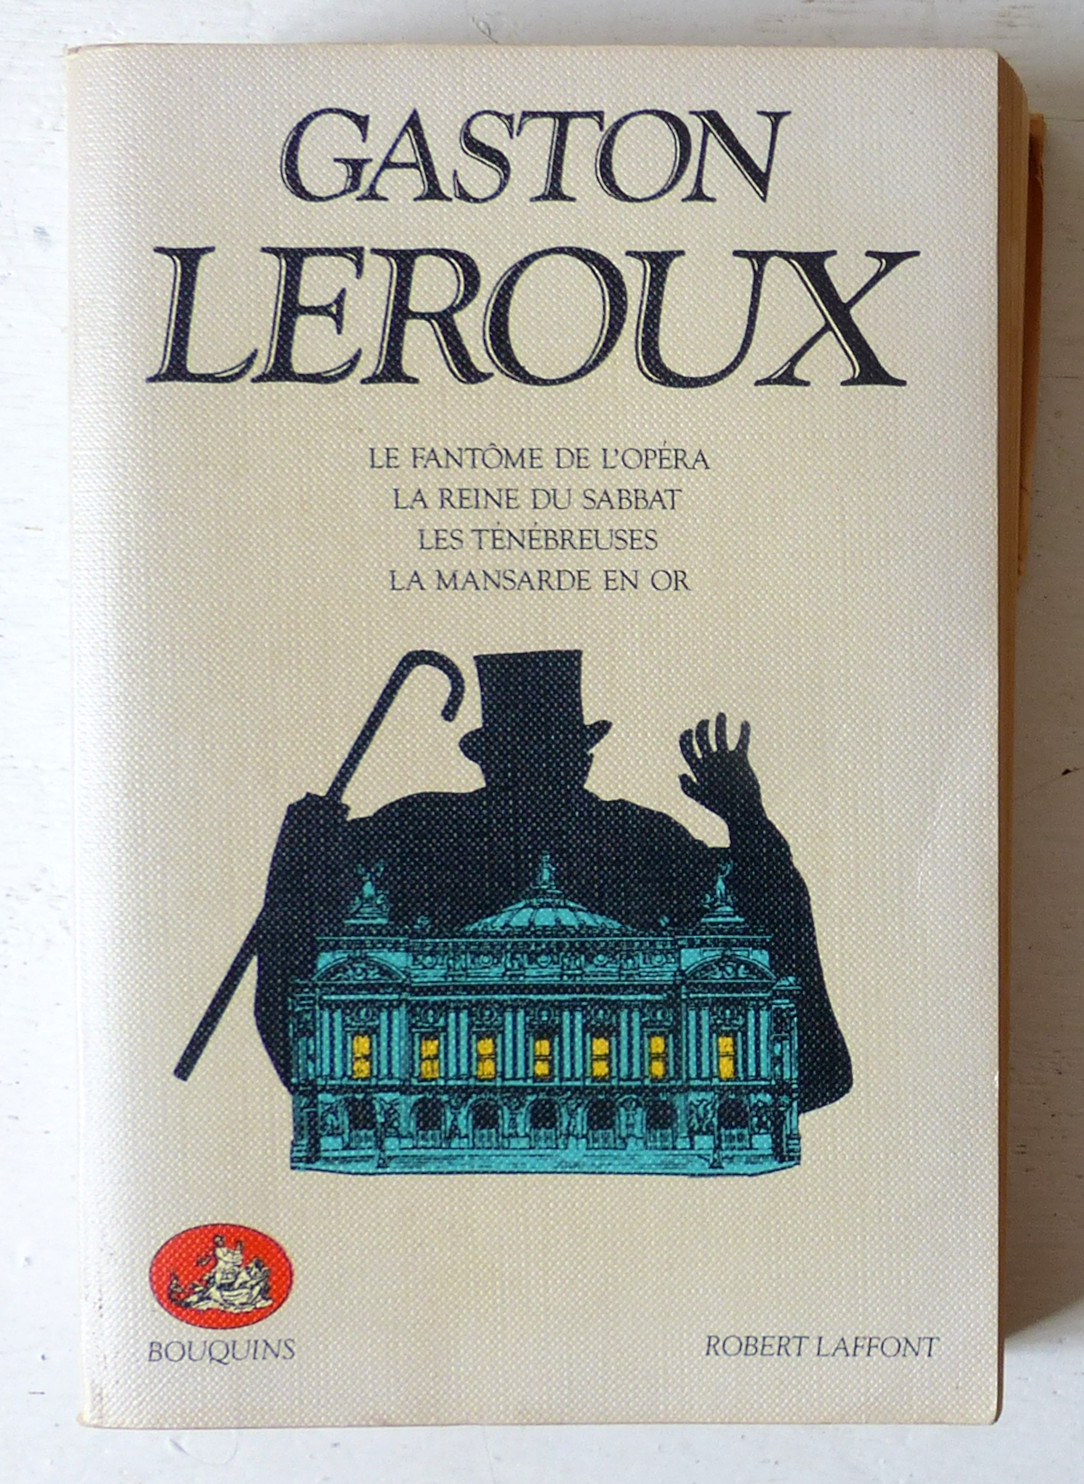 GASTON
LEROUX
LE FANTÔME DE L'OPÉRA
LA REINE DU SABBAT
LES TÉNÉBREUSES
LA MANSARDE EN OR
BOUQUINS
ROBERT LAFFONT